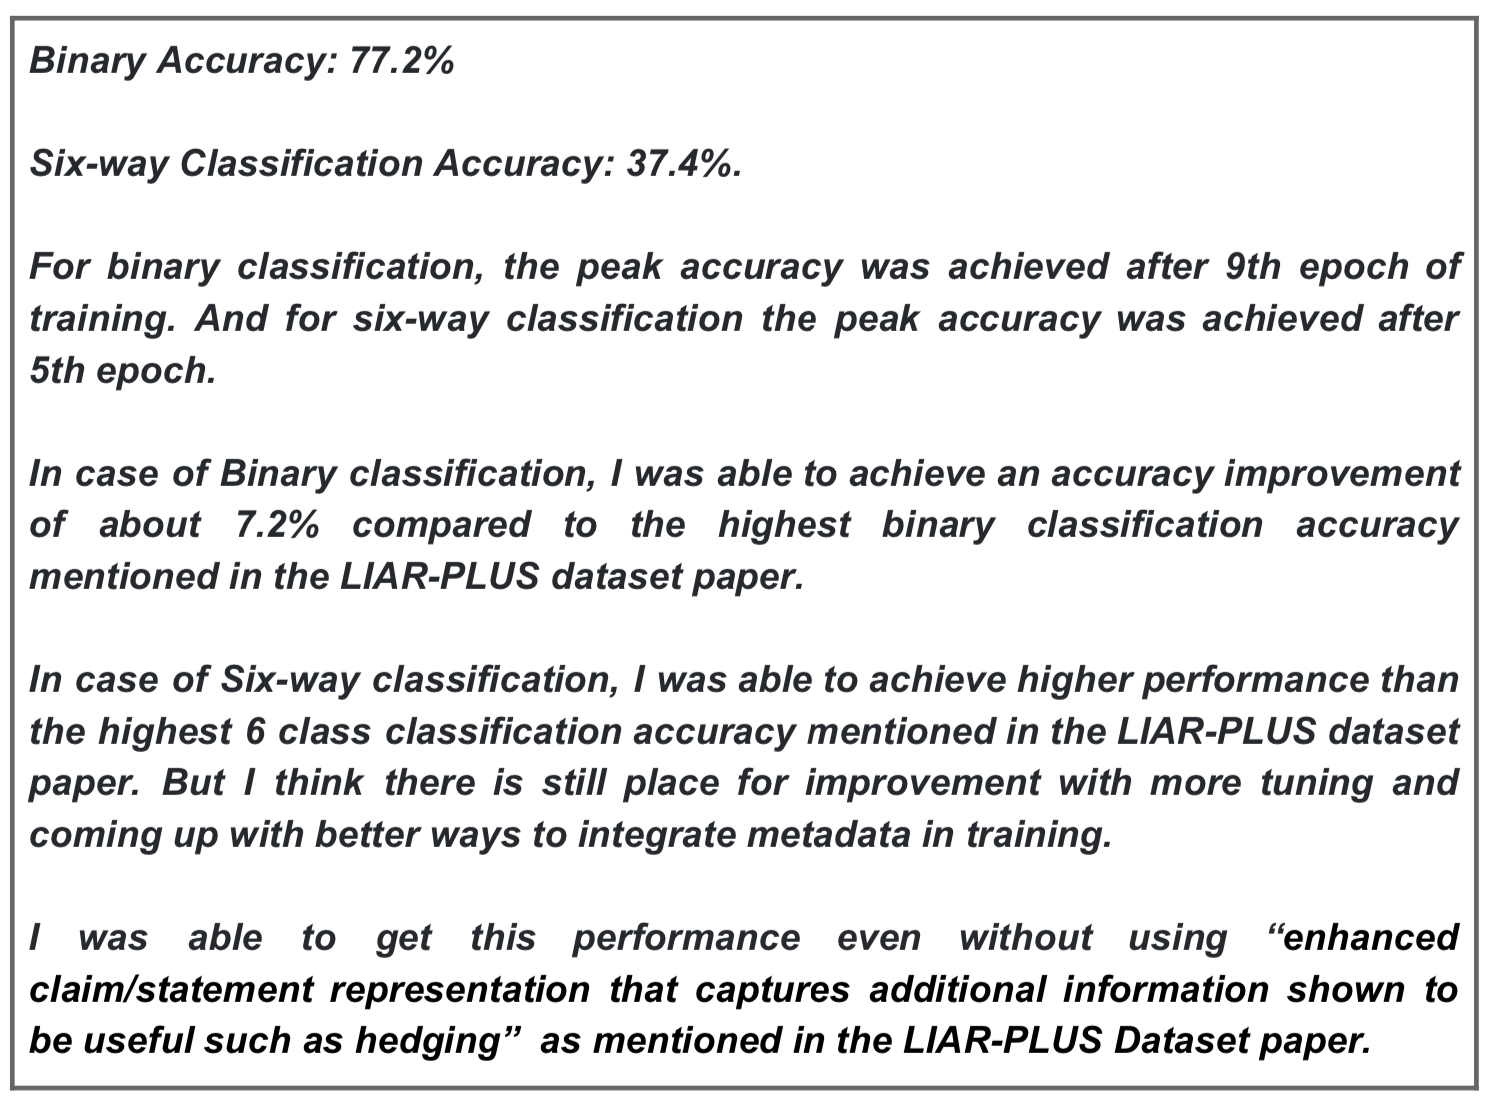 Binary Accuracy: 77.2%
Six-way Classification Accuracy: 37.4%.
For binary classification, the peak accuracy was achieved after 9th epoch of
training. And for six-way classification the peak accuracy was achieved after
5th epoch.
In case of Binary classification, I was able to achieve an accuracy improvement
of about 7.2% compared to the highest binary classification accuracy
mentioned in the LIAR-PLUS dataset paper.
In case of Six-way classification, I was able to achieve higher performance than
the highest 6 class classification accuracy mentioned in the LIAR-PLUS dataset
paper. But I think there is still place for improvement with more tuning and
coming up with better ways to integrate metadata in training.
I was able to get this performance even without using “enhanced
claim/statement representation that captures additional information shown to
be useful such as hedging” as mentioned in the LIAR-PLUS Dataset paper.